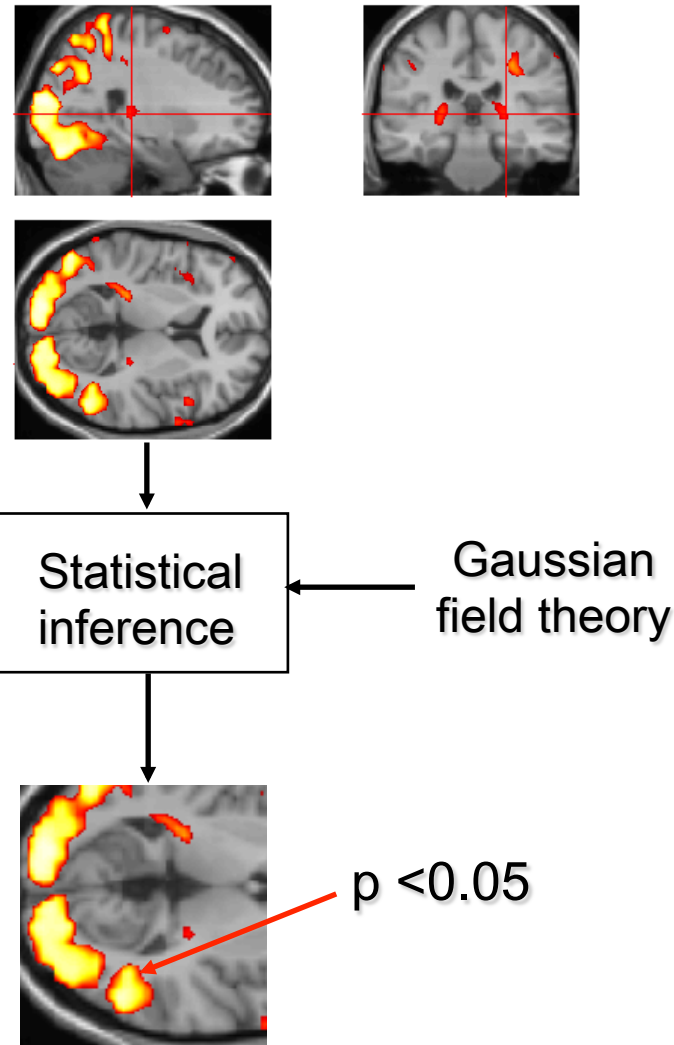 Statistical
inference
Gaussian
field theory
p <0.05